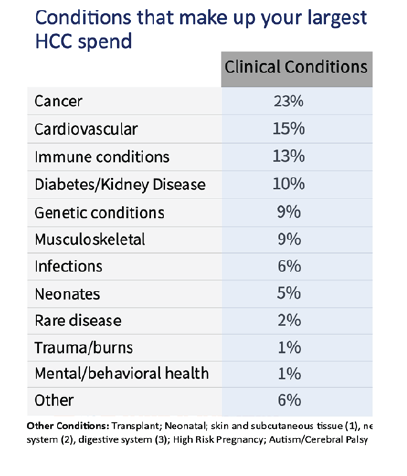 Conditions that make up your largest
HCC spend
Clinical Conditions
Cancer 23%
Cardiovascular 15%
Immune conditions 13%
Diabetes/Kidney Disease 10%
Genetic conditions 9%
Musculoskeletal 9%
Infections 6%
Neonates 5%
Rare disease 2%
Trauma/burns 1%
Mental/behavioral health 1%
Other 6%
Other Conditions: Transplant; Neonatal; skin and subcutaneous tissue (1), ne
system (2), digestive system (3); High Risk Pregnancy; Autism/Cerebral Palsy